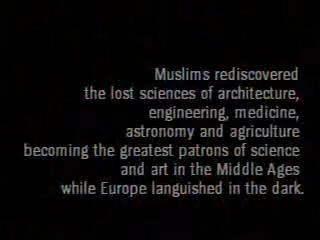 Muslims rediscovered
the lost sciences of architecture,
engineering, medicine,
astronomy and agriculture
becoming the greatest patrons of science
and art in the Middle Ages
while Europe languished in the dark.